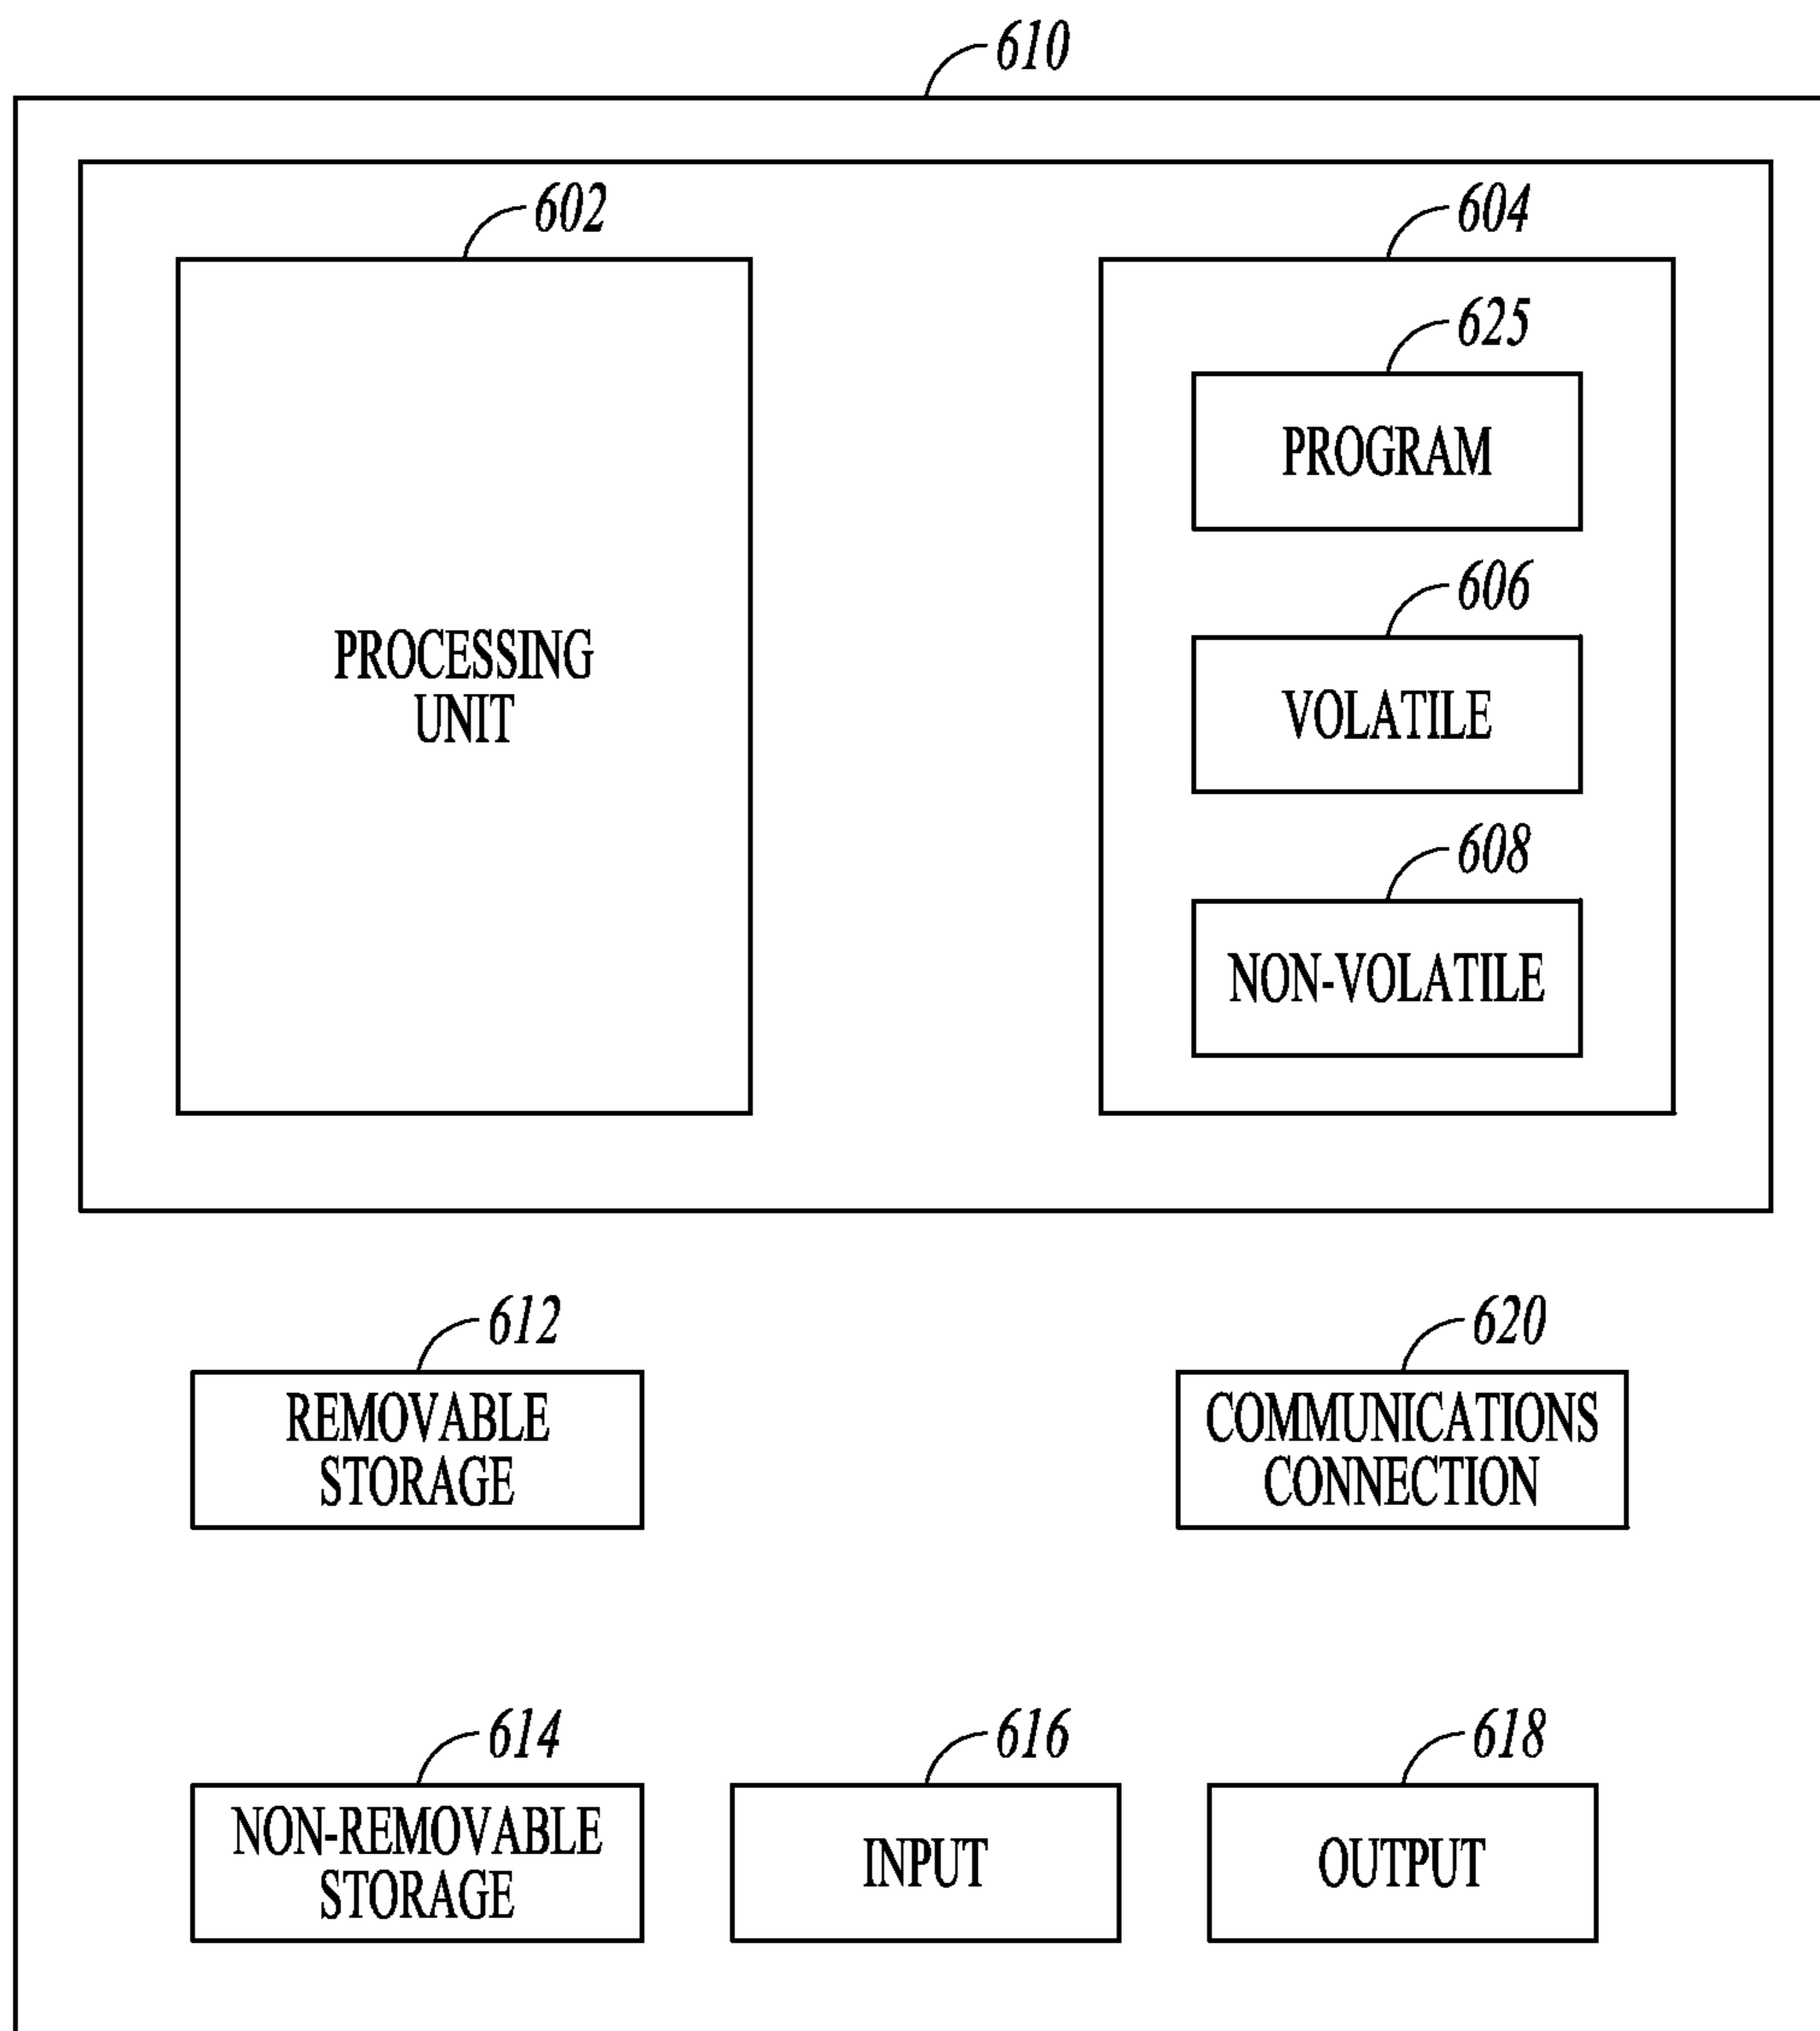 610
602
604
625
PROGRAM
606
PROCESSING
UNIT
VOLATILE
608
NON-VOLATILE
612
620
REMOVABLE
STORAGE
COMMUNICATIONS
CONNECTION
614
616
618
NON-REMOVABLE
STORAGE
INPUT
OUTPUT